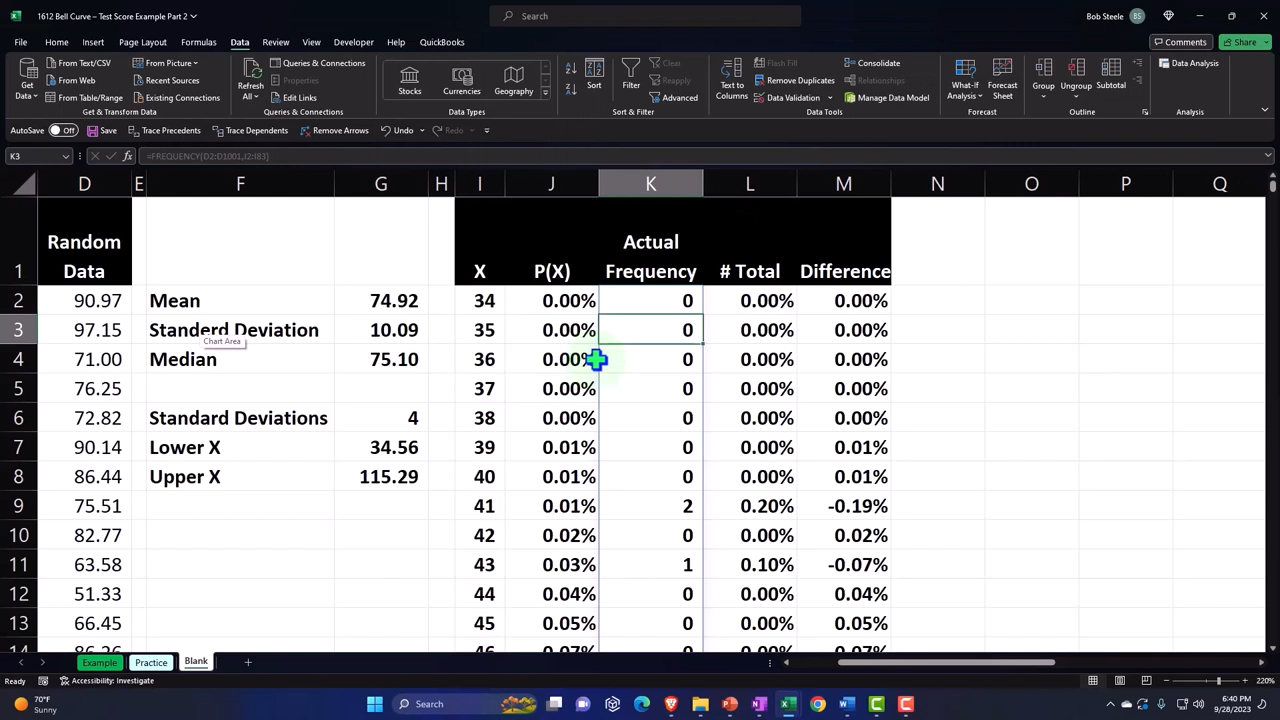 1612 Bell Curve – Test Score Example Part 2
Search
Bob Steele BS
File Home Insert Page Layout Formulas Data Review View Developer Help QuickBooks
Comments Share
Get Data
From Text/CSV
From Web
From Table/Range
From Picture
Recent Sources
Existing Connections
Get & Transform Data
Refresh All
Queries & Connections
Properties
Edit Links
Queries & Connections
Stocks Currencies Geography
Data Types
Sort Filter
Clear
Reapply
Advanced
Sort & Filter
Text to Columns
Flash Fill
Remove Duplicates
Data Validation
Consolidate
Relationships
Manage Data Model
Data Tools
What-If Analysis
Forecast Sheet
Forecast
Group Ungroup Subtotal
Outline
Data Analysis
Analysis
AutoSave Off Save Trace Precedents Trace Dependents Remove Arrows Undo Redo
K3 fx =FREQUENCY(D2:D1001,I2:I83)
D E F G H I J K L M N O P Q
1 Random Data X P(X) Actual Frequency # Total Difference
2 90.97 Mean 74.92 34 0.00% 0 0.00% 0.00%
3 97.15 Standerd Deviation 10.09 35 0.00% 0 0.00% 0.00%
Chart Area
4 71.00 Median 75.10 36 0.00% 0 0.00% 0.00%
5 76.25 37 0.00% 0 0.00% 0.00%
6 72.82 Standard Deviations 4 38 0.00% 0 0.00% 0.00%
7 90.14 Lower X 34.56 39 0.01% 0 0.00% 0.01%
8 86.44 Upper X 115.29 40 0.01% 0 0.00% 0.01%
9 75.51 41 0.01% 2 0.20% -0.19%
10 82.77 42 0.02% 0 0.00% 0.02%
11 63.58 43 0.03% 1 0.10% -0.07%
12 51.33 44 0.04% 0 0.00% 0.04%
13 66.45 45 0.05% 0 0.00% 0.05%
14 86.26 46 0.07% 0 0.00% 0.07%
Example Practice Blank
Ready Accessibility: Investigate 220%
70°F
Sunny
Search
6:40 PM
9/28/2023